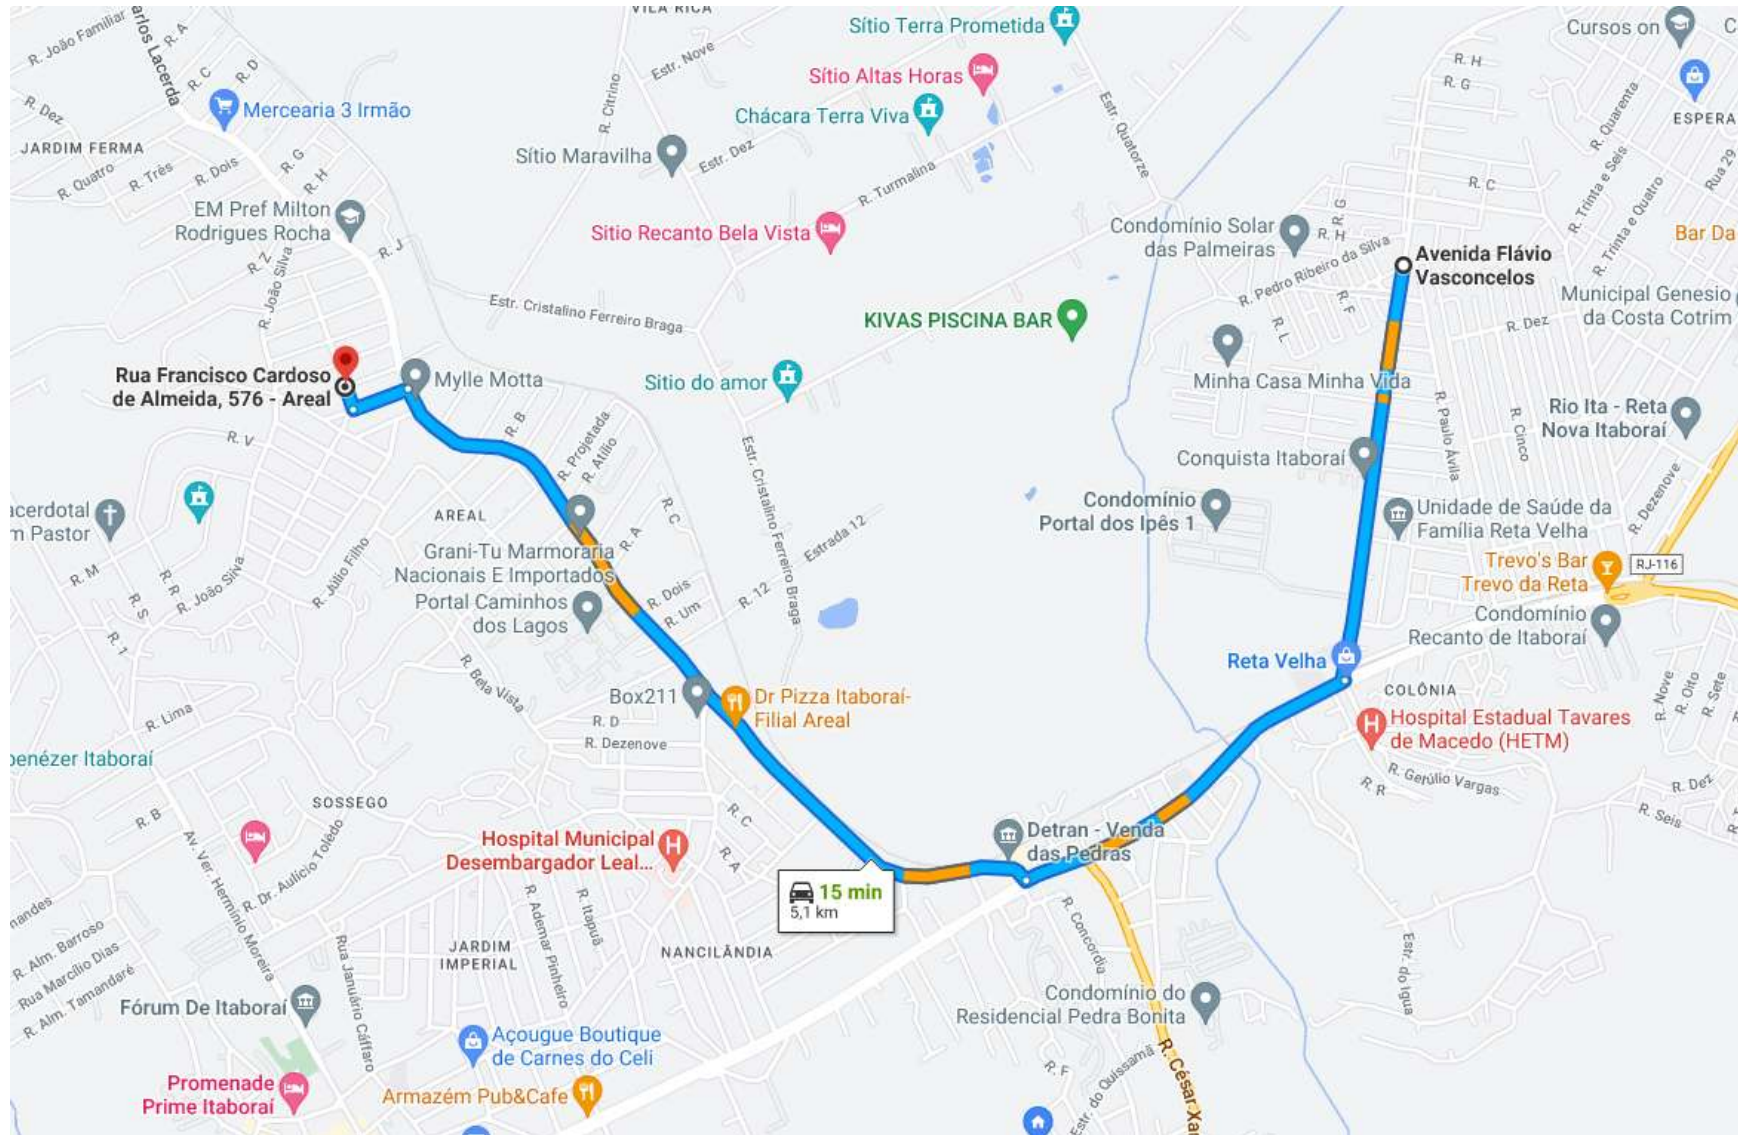 VILA RICA
R. João Familiar
Carlos Lacerda
R. A
R. C
R. D
Estr. Nove
R. Citrino
Sítio Terra Prometida
Sítio Altas Horas
Chácara Terra Viva
Estr. Quatorze
R. H
R. G
Cursos on
C
R. Quarenta
ESPERA
R. Dez
Mercearia 3 Irmão
JARDIM FERMA
R. Quatro
R. Três
R. Dois
R. G
R. H
Sítio Maravilha
Estr. Dez
R. Turmalina
R. C
R. Trinta e Seis
R. Trinta e Quatro
Rua 29
EM Pref Milton
Rodrigues Rocha
R. J
R. Z
R. João Silva
Sitio Recanto Bela Vista
Condomínio Solar
das Palmeiras
R. G
R. H
R. Pedro Ribeiro da Silva
R. F
R. L
Avenida Flávio
Vasconcelos
Bar Da
Municipal Genesio
da Costa Cotrim
R. Dez
Estr. Cristalino Ferreiro Braga
KIVAS PISCINA BAR
Rua Francisco Cardoso
de Almeida, 576 - Areal
Mylle Motta
Sitio do amor
Minha Casa Minha Vida
R. Paulo Ávila
R. Cinco
Rio Ita - Reta
Nova Itaboraí
R. V
R. B
R. Projetada
R. Atílio
Estr. Cristalino Ferreiro Braga
Conquista Itaboraí
R. Dezenove
acerdotal
m Pastor
AREAL
R. C
R. A
Estrada 12
Condomínio
Portal dos Ipês 1
Unidade de Saúde da
Família Reta Velha
Grani-Tu Marmoraria
Nacionais E Importados
Trevo's Bar
Trevo da Reta
RJ-116
R. M
R. R
R. S
R. João Silva
R. Júlio Filho
Portal Caminhos
dos Lagos
R. Dois
R. Um
R. 12
Condomínio
Recanto de Itaboraí
R. 1
R. Bela Vista
Reta Velha
COLÔNIA
R. Nove
R. Oito
R. Sete
Box211
Dr Pizza Itaboraí-
Filial Areal
Hospital Estadual Tavares
de Macedo (HETM)
R. Lima
R. D
R. Dezenove
benézer Itaboraí
R. Gerúlio Vargas
R. R
R. Dez
R. Seis
SOSSEGO
R. B
R. C
R. A
Hospital Municipal
Desembargador Leal...
Detran - Venda
das Pedras
Av. Ver. Hermínio Moreira
R. Dr. Aulício Tolêdo
15 min
5,1 km
R. Itapuã
R. Ademar Pinheiro
R. Concordia
nandes
R. Alm. Barroso
Rua Marcílio Dias
R. Alm. Tamandaré
Rua Januário Cáffaro
JARDIM
IMPERIAL
NANCILÂNDIA
Estr. do Igua
Fórum De Itaboraí
Condomínio do
Residencial Pedra Bonita
Açougue Boutique
de Carnes do Celi
R. F
Estr. do Quissamã
R. César Xa
Promenade
Prime Itaboraí
Armazém Pub&Cafe